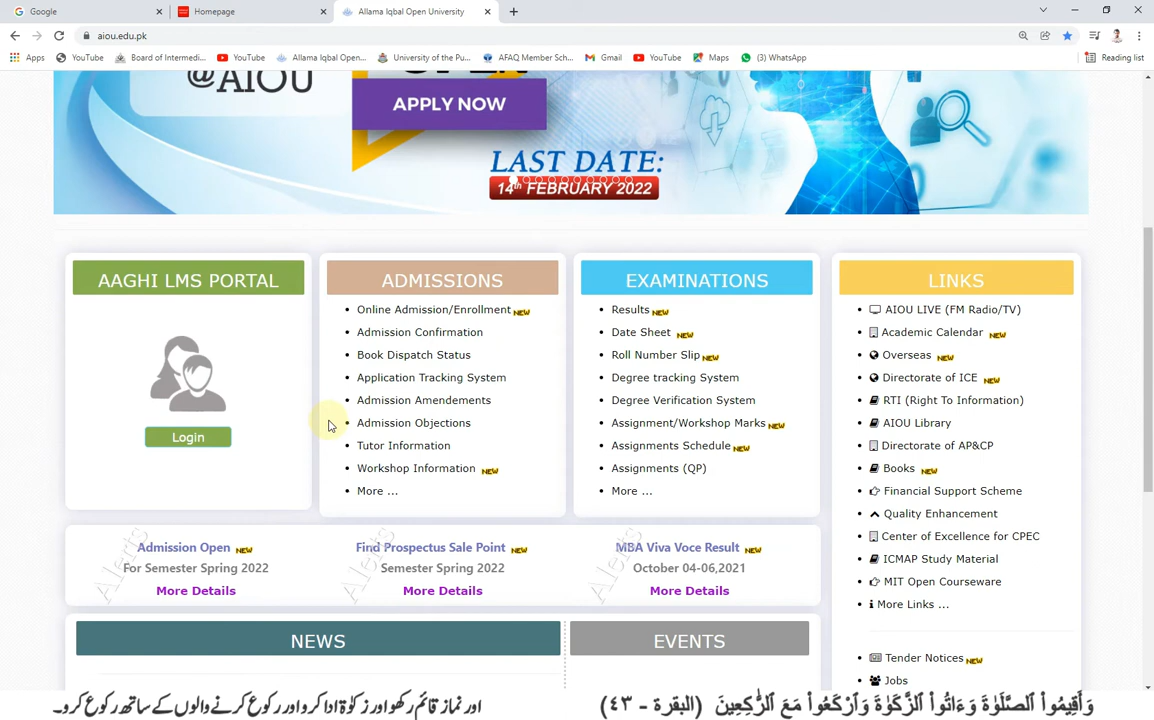 Google
Homepage
Allama Iqbal Open University
aiou.edu.pk
Apps
YouTube
Board of Intermedi...
YouTube
Allama Iqbal Open...
University of the Pu...
AFAQ Member Sch...
Gmail
YouTube
Maps
(3) WhatsApp
Reading list
@AIOU
APPLY NOW
LAST DATE:
14th FEBRUARY 2022
AAGHI LMS PORTAL
Login
ADMISSIONS
Online Admission/Enrollment NEW
Admission Confirmation
Book Dispatch Status
Application Tracking System
Admission Amendements
Admission Objections
Tutor Information
Workshop Information NEW
More ...
EXAMINATIONS
Results NEW
Date Sheet NEW
Roll Number Slip NEW
Degree tracking System
Degree Verification System
Assignment/Workshop Marks NEW
Assignments Schedule NEW
Assignments (QP)
More ...
LINKS
AIOU LIVE (FM Radio/TV)
Academic Calendar NEW
Overseas NEW
Directorate of ICE NEW
RTI (Right To Information)
AIOU Library
Directorate of AP&CP
Books NEW
Financial Support Scheme
Quality Enhancement
Center of Excellence for CPEC
ICMAP Study Material
MIT Open Courseware
More Links ...
Tender Notices NEW
Jobs
Alerts
Admission Open NEW
For Semester Spring 2022
More Details
Alerts
Find Prospectus Sale Point NEW
Semester Spring 2022
More Details
Alerts
MBA Viva Voce Result NEW
October 04-06,2021
More Details
NEWS
EVENTS
وَأَقِيمُوا۟ ٱلصَّلَوٰةَ وَءَاتُوا۟ ٱلزَّكَوٰةَ وَٱرْكَعُوا۟ مَعَ ٱلرَّٰكِعِينَ (البقرة - ٤٣)
اور نماز قائم رکھو اور زکوٰۃ ادا کرو اور رکوع کرنے والوں کے ساتھ رکوع کرو۔